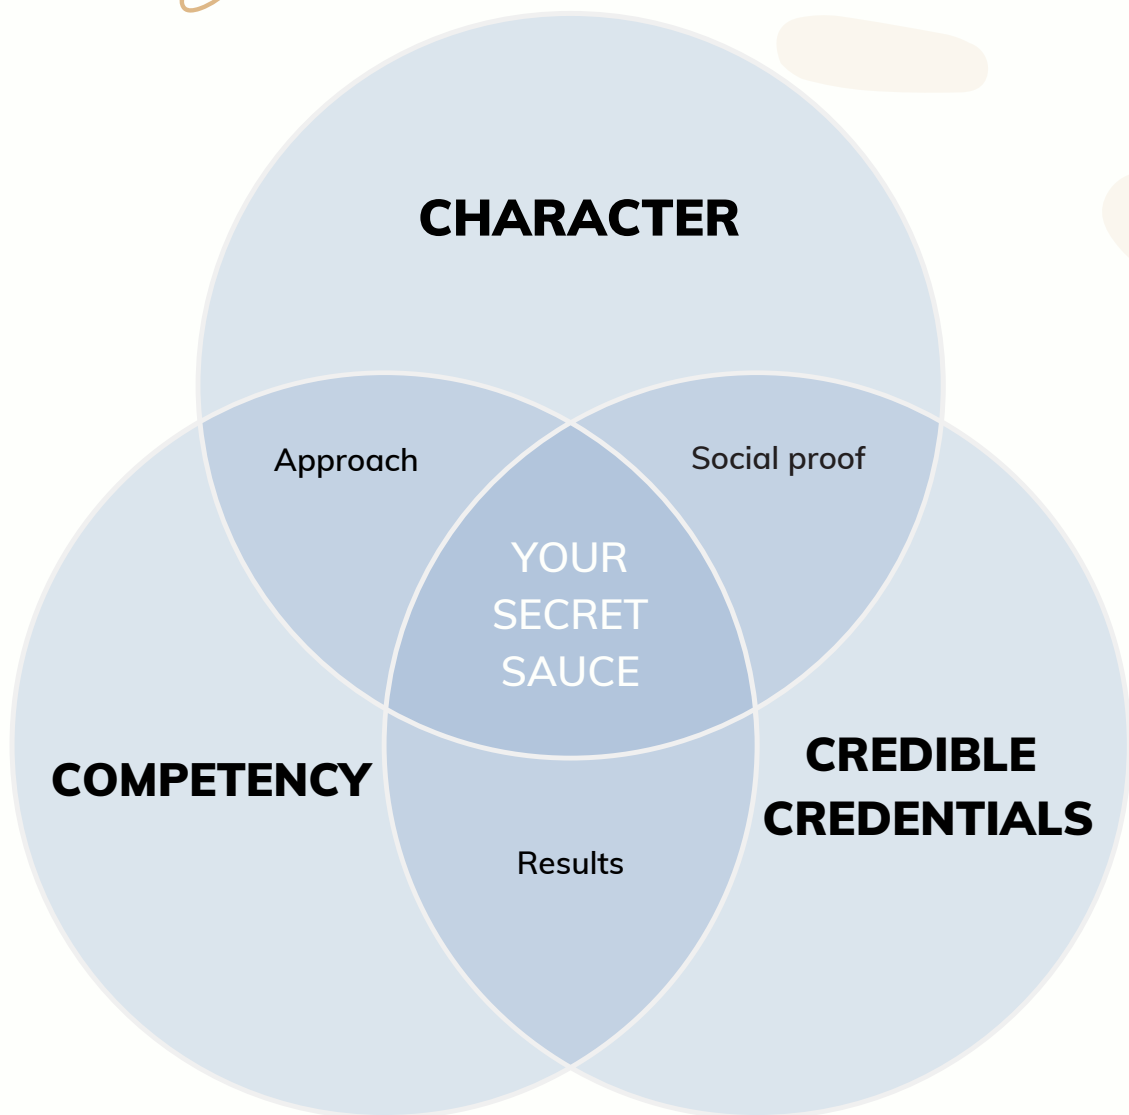 CHARACTER
Approach
Social proof
YOUR
SECRET
SAUCE
COMPETENCY
CREDIBLE
CREDENTIALS
Results